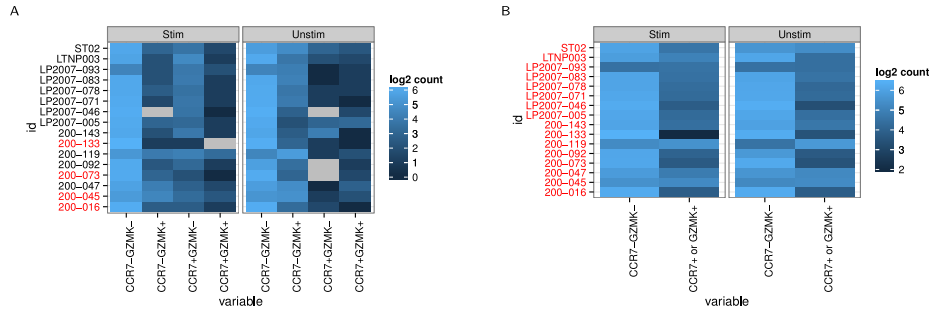 A
Stim
Unstim
ST02
LTNP003
LP2007−093
LP2007−083
LP2007−078
LP2007−071
LP2007−046
LP2007−005
200−143
200−133
200−119
200−092
200−073
200−047
200−045
200−016
id
CCR7−GZMK−
CCR7−GZMK+
CCR7+GZMK−
CCR7+GZMK+
CCR7−GZMK−
CCR7−GZMK+
CCR7+GZMK−
CCR7+GZMK+
variable
log2 count
6
5
4
3
2
1
0
B
Stim
Unstim
ST02
LTNP003
LP2007−093
LP2007−083
LP2007−078
LP2007−071
LP2007−046
LP2007−005
200−143
200−133
200−119
200−092
200−073
200−047
200−045
200−016
id
CCR7−GZMK−
CCR7+ or GZMK+
CCR7−GZMK−
CCR7+ or GZMK+
variable
log2 count
6
5
4
3
2